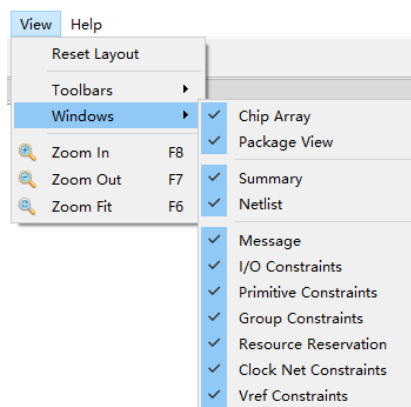 View Help
Reset Layout
Toolbars
Windows
Zoom In F8
Zoom Out F7
Zoom Fit F6
Chip Array
Package View
Summary
Netlist
Message
I/O Constraints
Primitive Constraints
Group Constraints
Resource Reservation
Clock Net Constraints
Vref Constraints